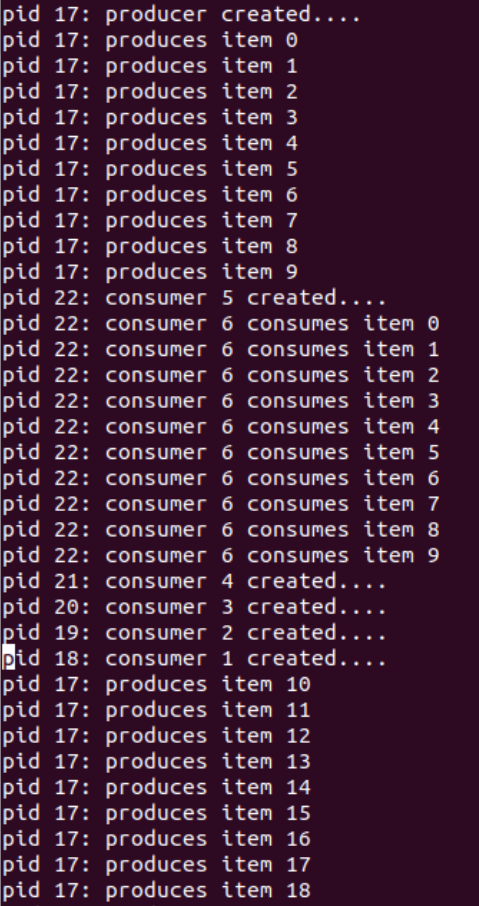 pid 17: producer created....
pid 17: produces item 0
pid 17: produces item 1
pid 17: produces item 2
pid 17: produces item 3
pid 17: produces item 4
pid 17: produces item 5
pid 17: produces item 6
pid 17: produces item 7
pid 17: produces item 8
pid 17: produces item 9
pid 22: consumer 5 created....
pid 22: consumer 6 consumes item 0
pid 22: consumer 6 consumes item 1
pid 22: consumer 6 consumes item 2
pid 22: consumer 6 consumes item 3
pid 22: consumer 6 consumes item 4
pid 22: consumer 6 consumes item 5
pid 22: consumer 6 consumes item 6
pid 22: consumer 6 consumes item 7
pid 22: consumer 6 consumes item 8
pid 22: consumer 6 consumes item 9
pid 21: consumer 4 created....
pid 20: consumer 3 created....
pid 19: consumer 2 created....
pid 18: consumer 1 created....
pid 17: produces item 10
pid 17: produces item 11
pid 17: produces item 12
pid 17: produces item 13
pid 17: produces item 14
pid 17: produces item 15
pid 17: produces item 16
pid 17: produces item 17
pid 17: produces item 18